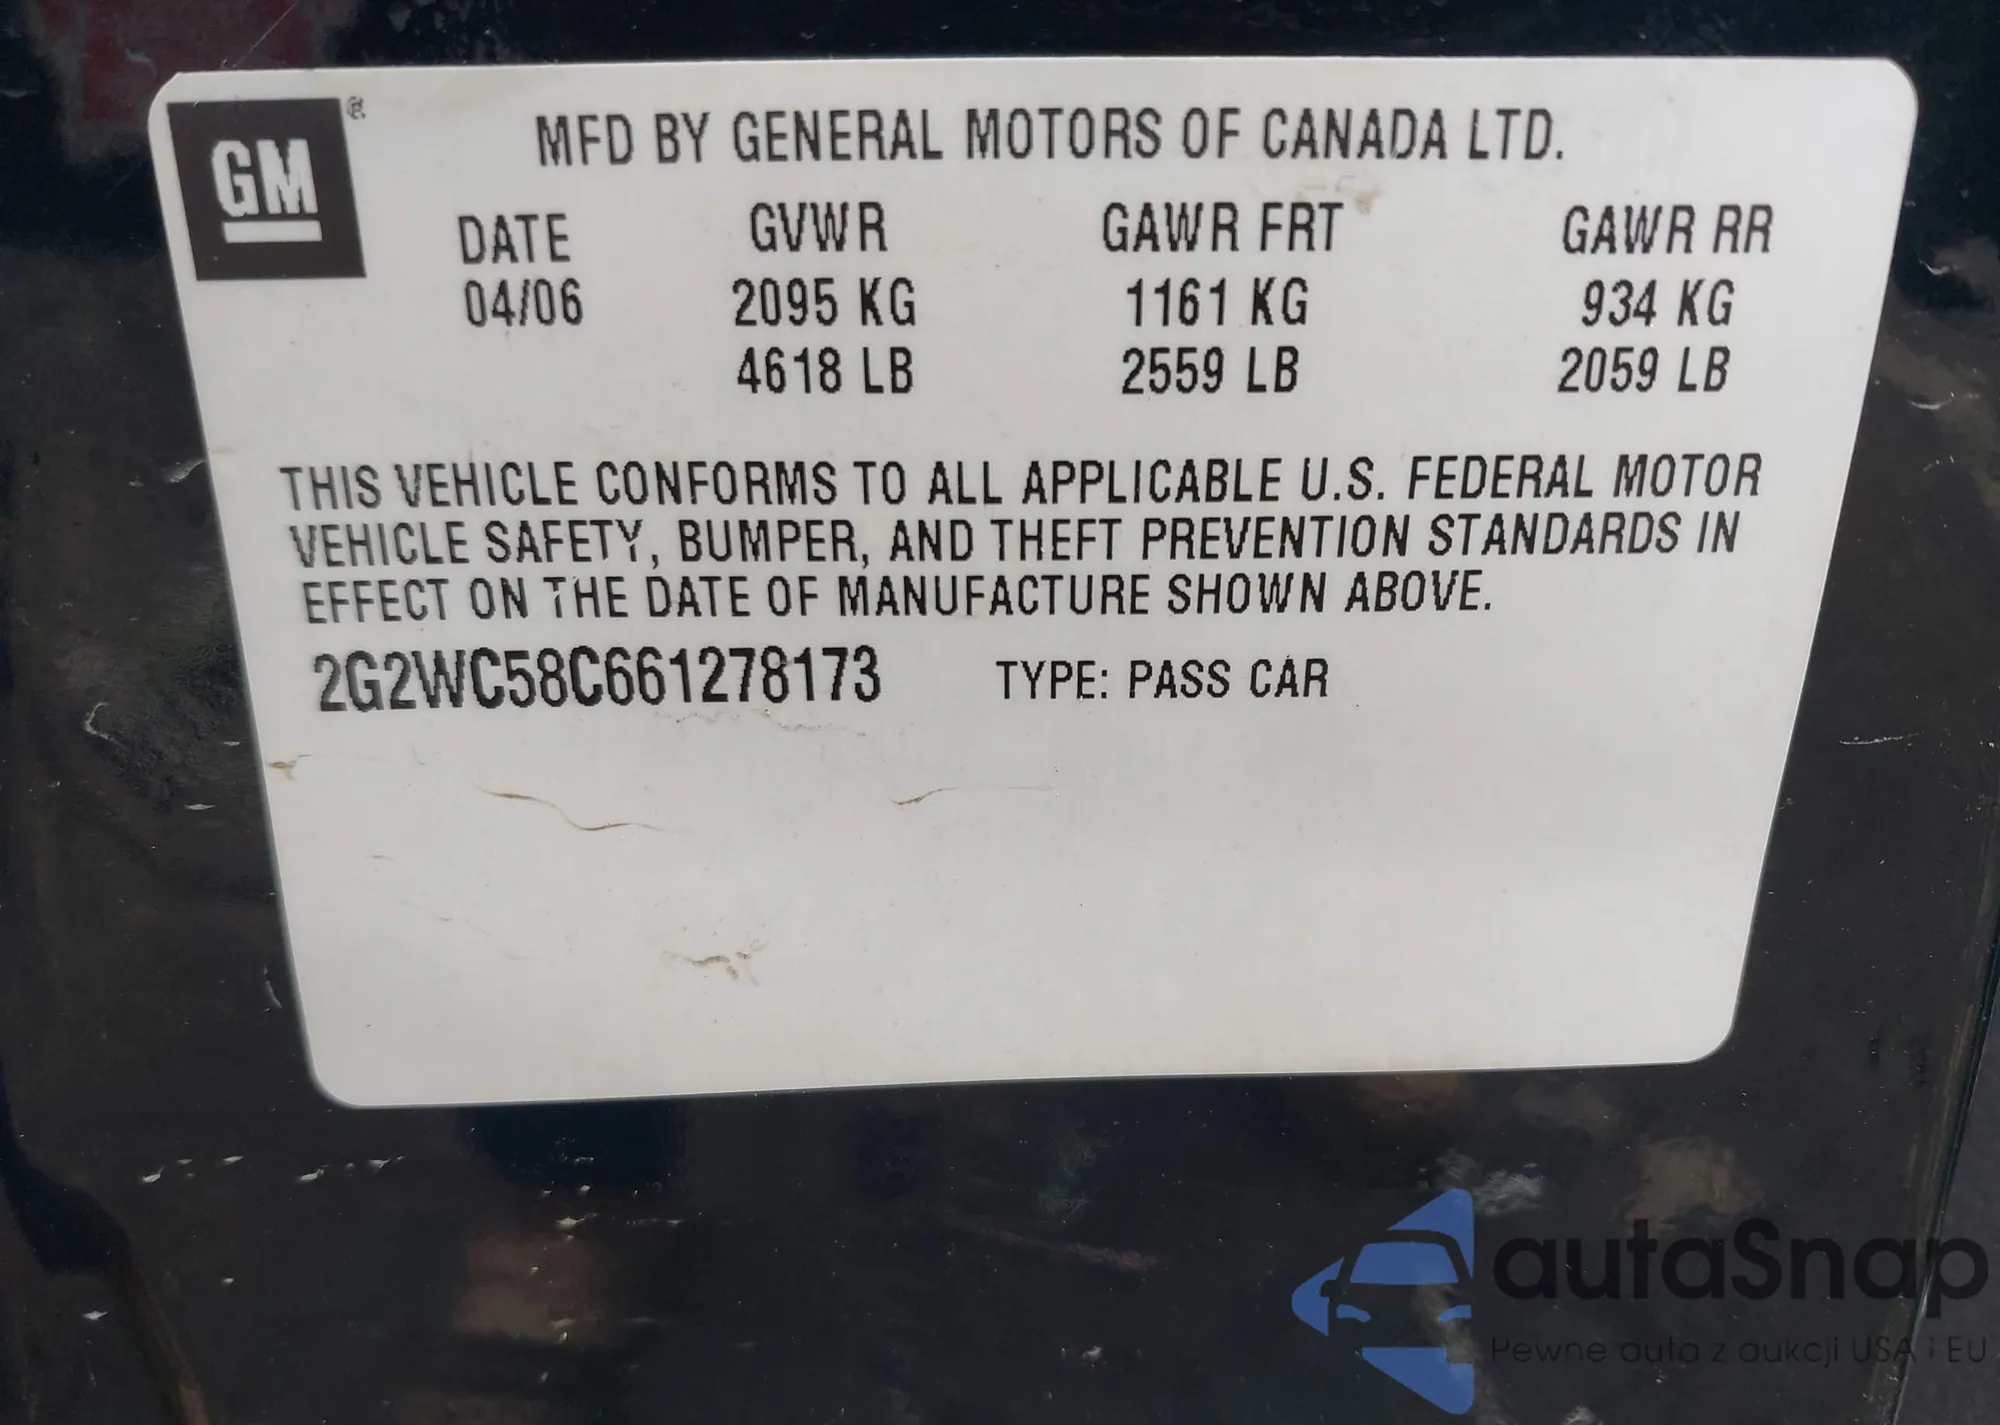 GM®
MFD BY GENERAL MOTORS OF CANADA LTD.
DATE GVWR GAWR FRT GAWR RR
04/06 2095 KG 1161 KG 934 KG
4618 LB 2559 LB 2059 LB
THIS VEHICLE CONFORMS TO ALL APPLICABLE U.S. FEDERAL MOTOR
VEHICLE SAFETY, BUMPER, AND THEFT PREVENTION STANDARDS IN
EFFECT ON THE DATE OF MANUFACTURE SHOWN ABOVE.
2G2WC58C661278173 TYPE: PASS CAR
autaSnap
Pewne auta z aukcji USA i EU